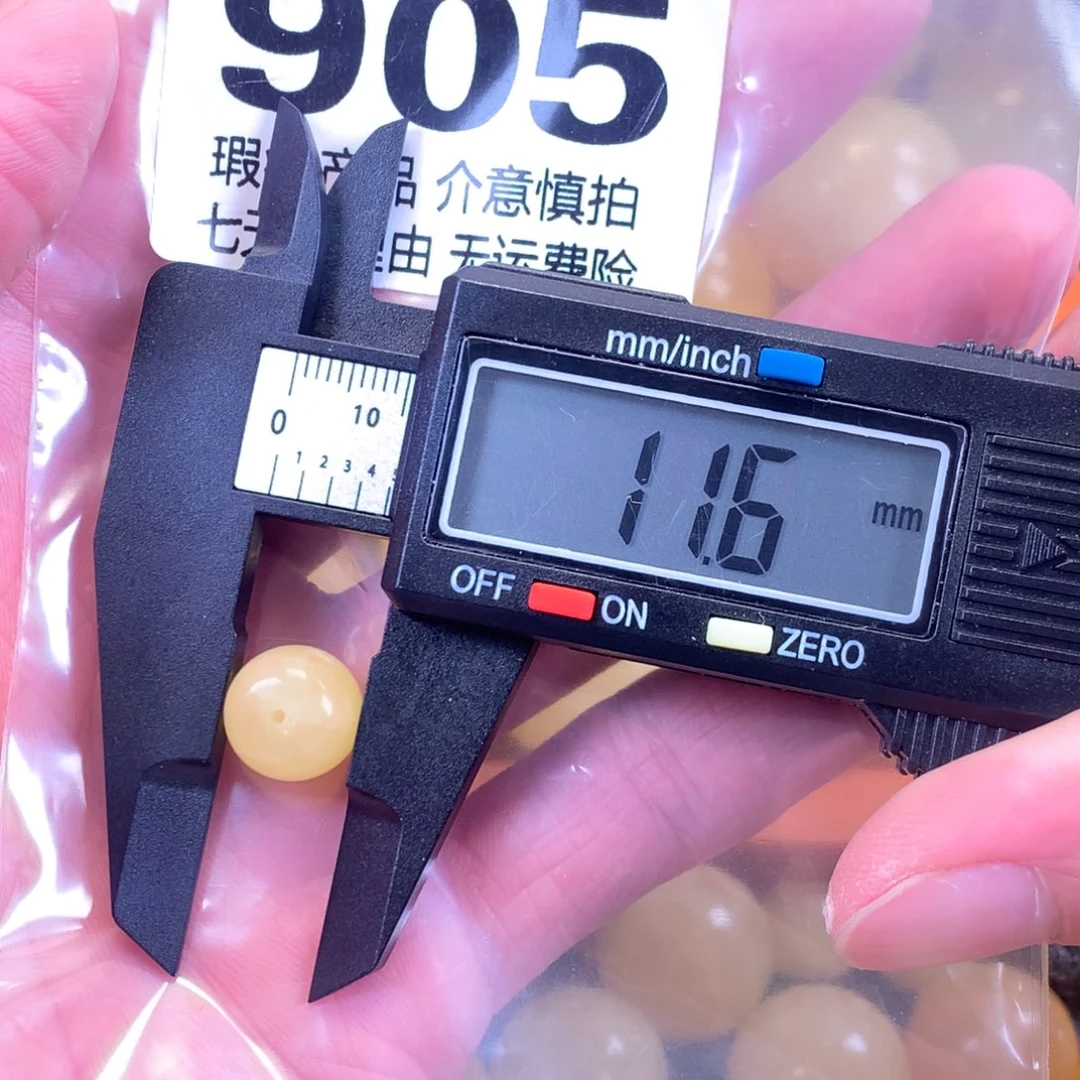 905
瑕 品 介意慎拍
七 由 无运费险
mm/inch
0 10
1 2 3 4
11.6 mm
OFF ON ZERO